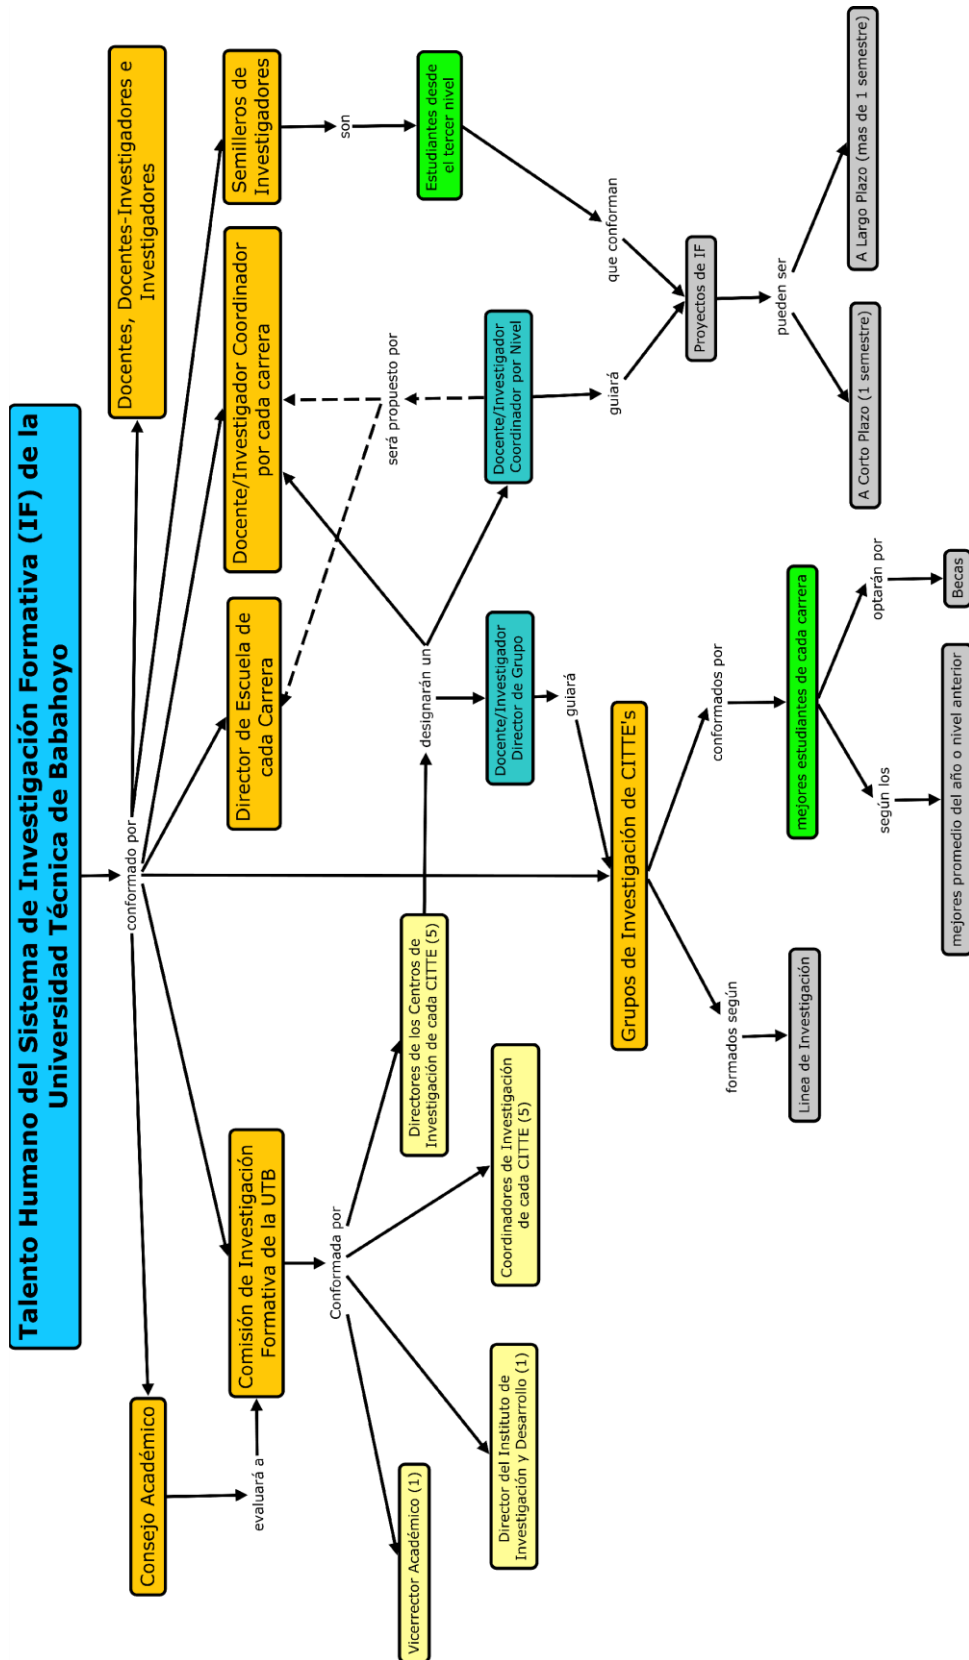 Talento Humano del Sistema de Investigación Formativa (IF) de la
Universidad Técnica de Babahoyo
conformado por
Consejo Académico
evaluará a
Comisión de Investigación
Formativa de la UTB
Director de Escuela de
cada Carrera
Docente/Investigador Coordinador
por cada carrera
Semilleros de
Investigadores
Docentes, Docentes-Investigadores e
Investigadores
Conformada por
Vicerrector Académico (1)
Director del Instituto de
Investigación y Desarrollo (1)
Coordinadores de Investigación
de cada CITTE (5)
Directores de los Centros de
Investigación de cada CITTE (5)
designarán un
será propuesto por
son
Estudiantes desde
el tercer nivel
Docente/Investigador
Director de Grupo
Docente/Investigador
Coordinador por Nivel
guiará
guiará
que conforman
Grupos de Investigación de CITTE's
Proyectos de IF
formados según
conformados por
pueden ser
Linea de Investigación
mejores estudiantes de cada carrera
A Corto Plazo (1 semestre)
A Largo Plazo (mas de 1 semestre)
según los
optarán por
mejores promedio del año o nivel anterior
Becas